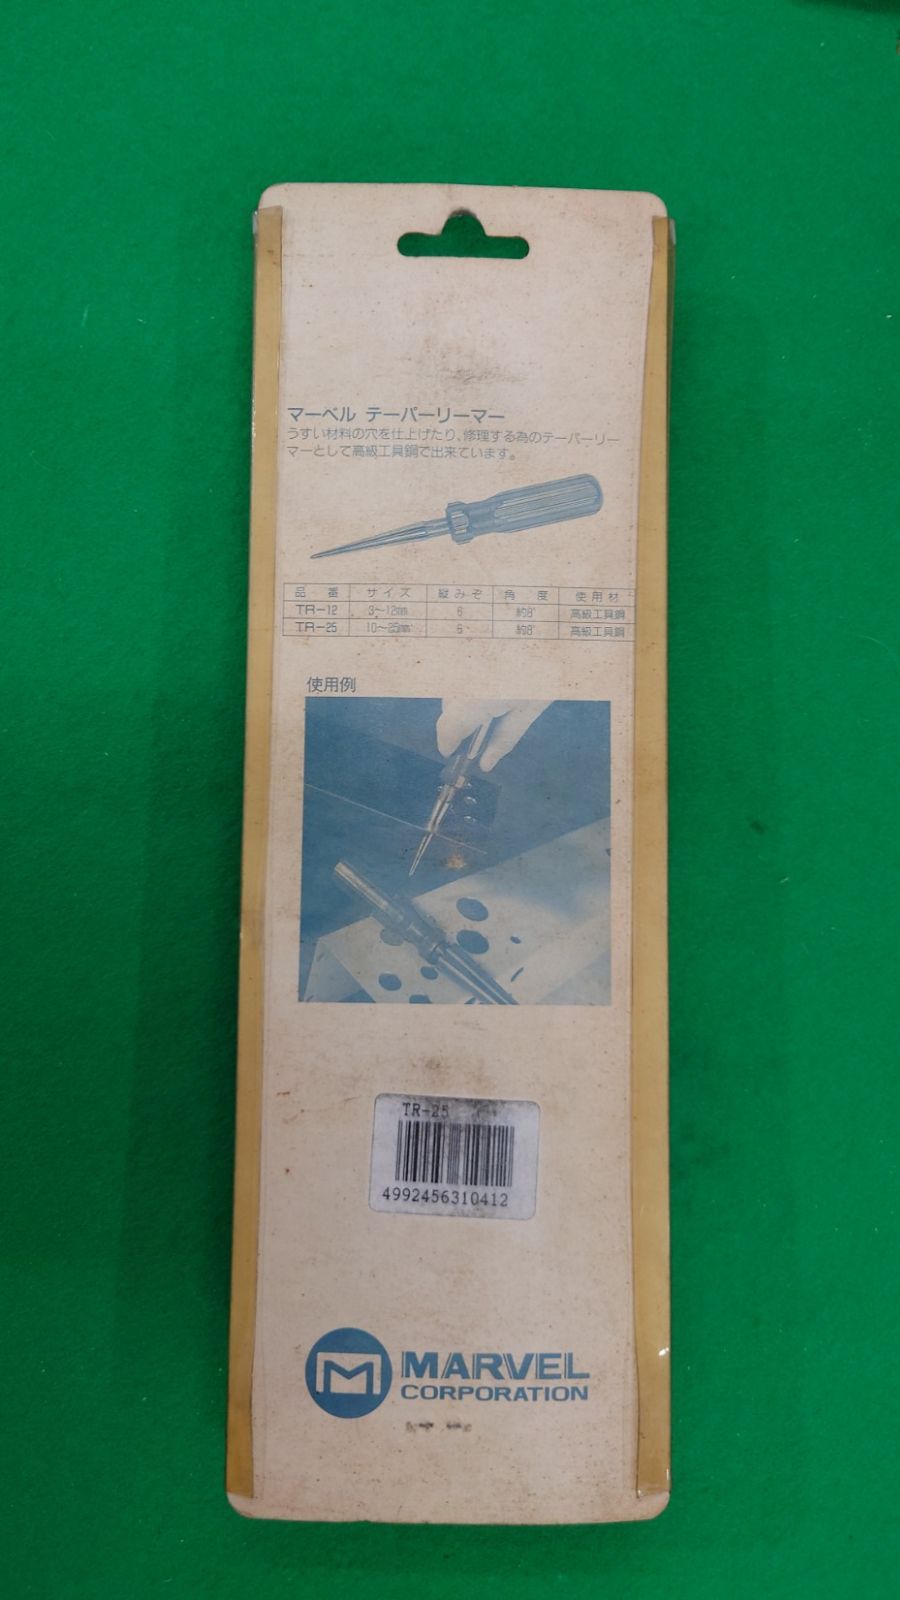 マーベル テーパーリーマー
うすい材料の穴を仕上げたり、修理する為のテーパーリー
マーとして高級工具鋼で出来ています。
品 番 サイズ 縦みぞ 角 度 使用材
TR-12 3〜12mm 6 約8° 高級工具鋼
TR-25 10〜25mm 6 約8° 高級工具鋼
使用例
TR-25
4992456310412
MARVEL
CORPORATION